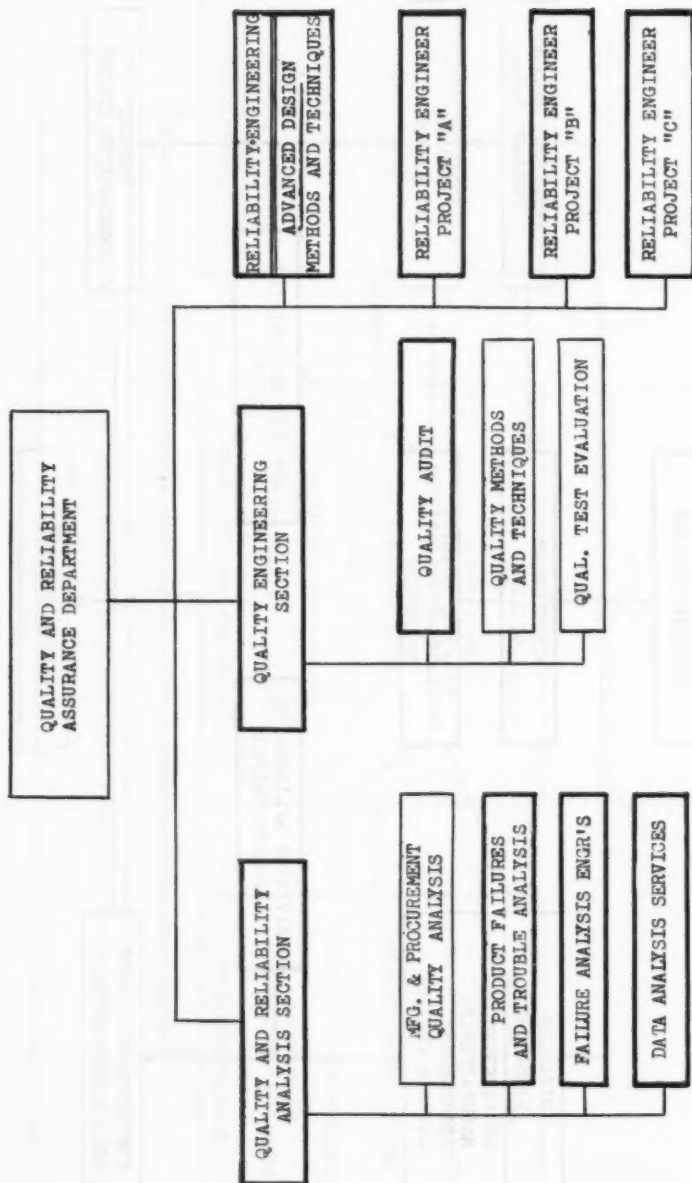 QUALITY AND RELIABILITY
ASSURANCE DEPARTMENT
QUALITY AND RELIABILITY
ANALYSIS SECTION
MFG. & PROCUREMENT
QUALITY ANALYSIS
PRODUCT FAILURES
AND TROUBLE ANALYSIS
FAILURE ANALYSIS ENGR'S
DATA ANALYSIS SERVICES
QUALITY ENGINEERING
SECTION
QUALITY AUDIT
QUALITY METHODS
AND TECHNIQUES
QUAL. TEST EVALUATION
RELIABILITY•ENGINEERING
ADVANCED DESIGN
METHODS AND TECHNIQUES
RELIABILITY ENGINEER
PROJECT "A"
RELIABILITY ENGINEER
PROJECT "B"
RELIABILITY ENGINEER
PROJECT "C"